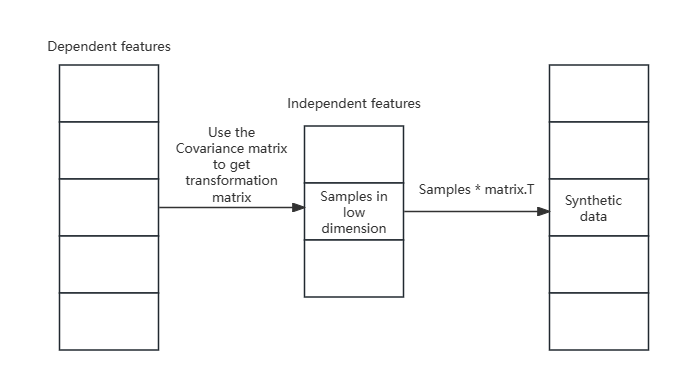 Dependent features
Independent features
Use the
Covariance matrix
to get
transformation
matrix
Samples in
low
dimension
Samples * matrix.T
Synthetic
data